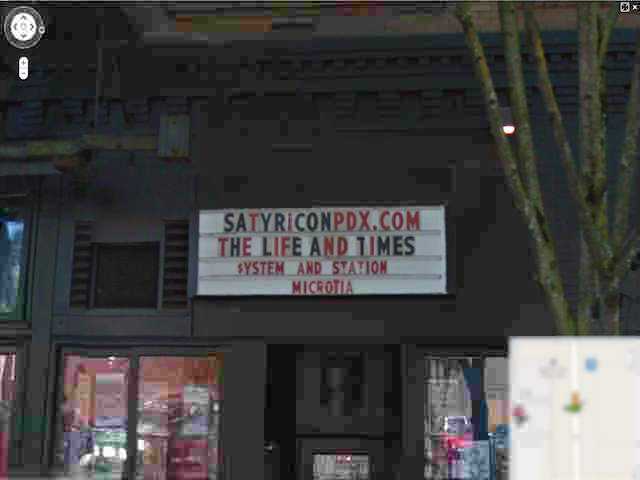 SATYRICONPDX.COM
THE LIFE AND TIMES
SYSTEM AND STATION
MICROTIA